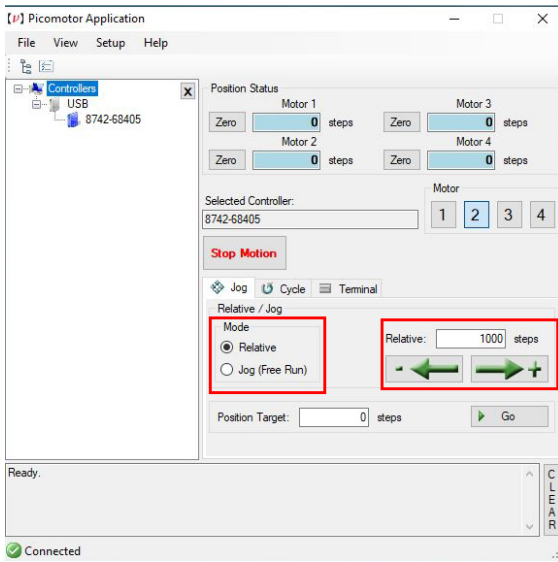 [ν] Picomotor Application
File View Setup Help
Controllers
USB
8742-68405
x
Position Status
Motor 1 Motor 3
Zero 0 steps Zero 0 steps
Motor 2 Motor 4
Zero 0 steps Zero 0 steps
Selected Controller:
8742-68405
Motor
1 2 3 4
Stop Motion
Jog Cycle Terminal
Relative / Jog
Mode
Relative
Jog (Free Run)
Relative: 1000 steps
- +
Position Target: 0 steps Go
Ready.
CLEAR
Connected